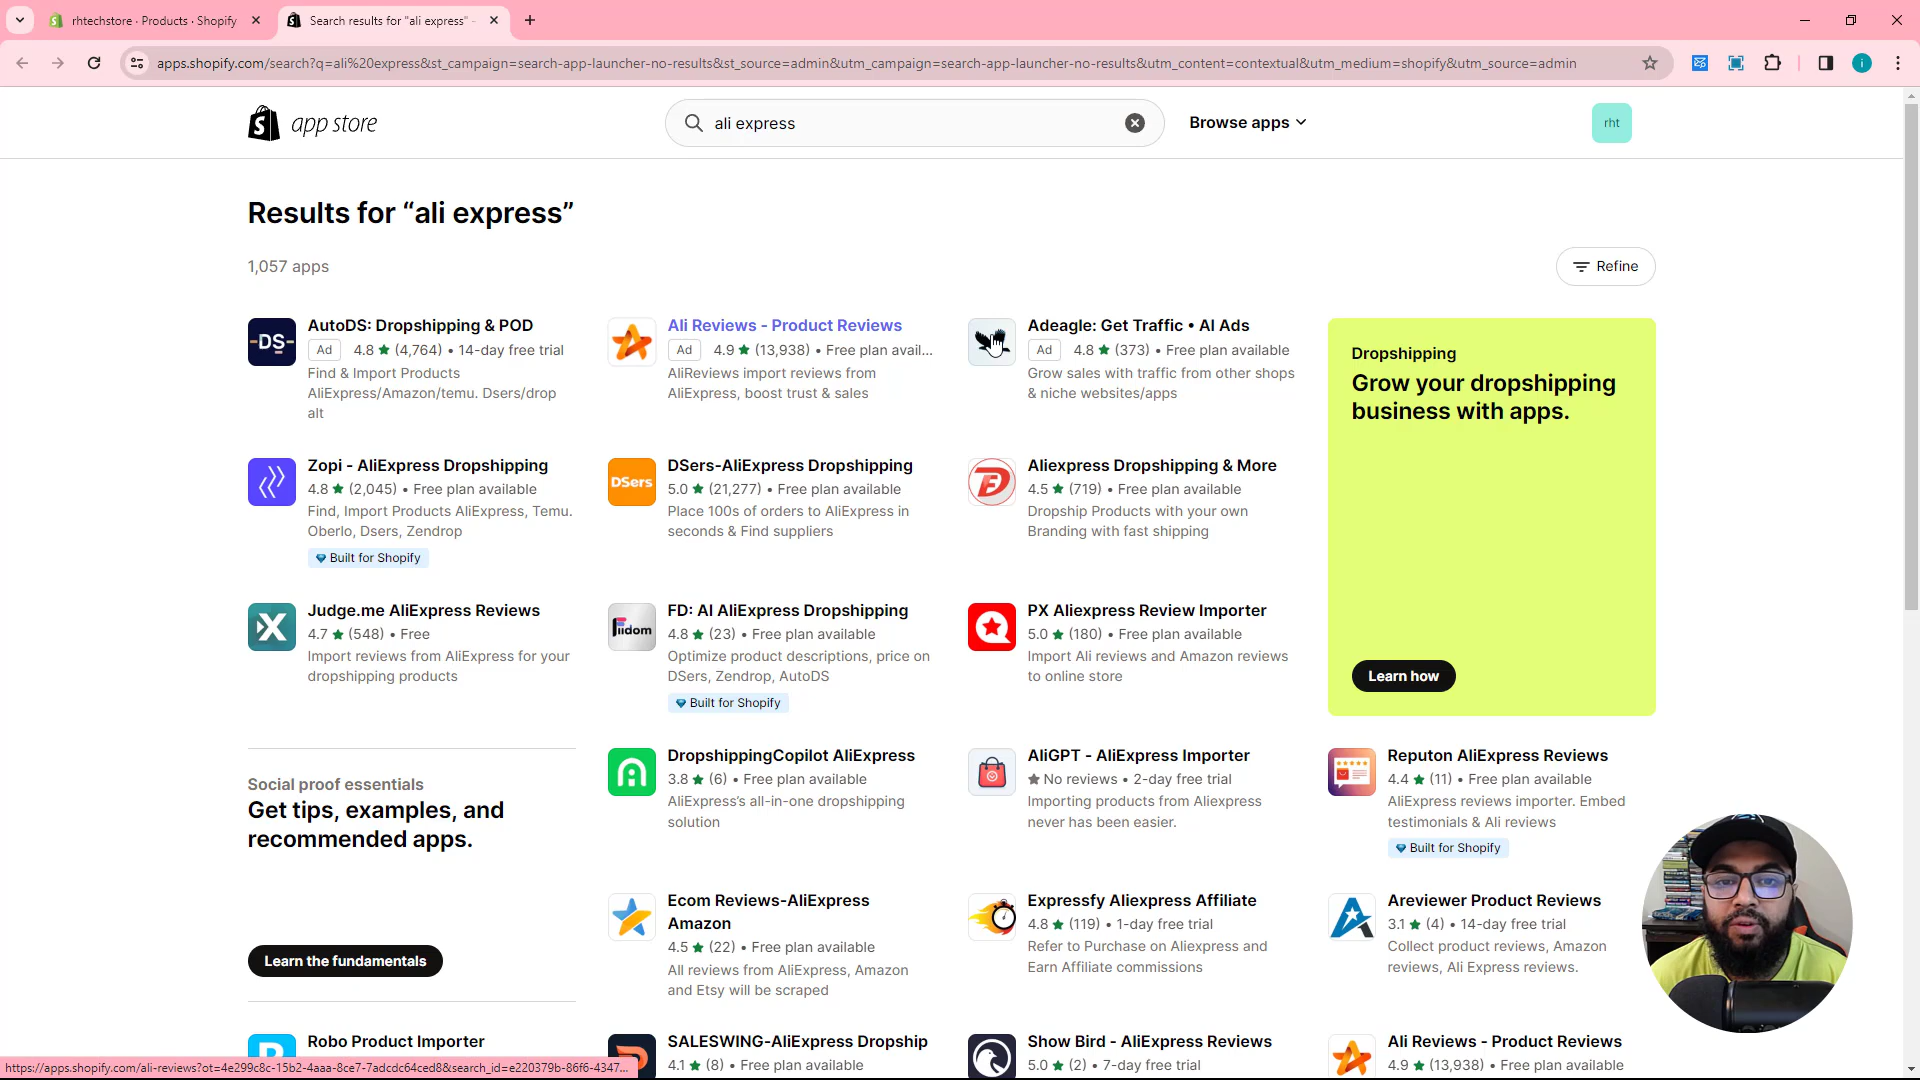 rhtechstore · Products · Shopify
Search results for "ali express" -
apps.shopify.com/search?q=ali%20express&st_campaign=search-app-launcher-no-results&st_source=admin&utm_campaign=search-app-launcher-no-results&utm_content=contextual&utm_medium=shopify&utm_source=admin
i
app store
ali express
Browse apps
rht
Results for “ali express”
1,057 apps
Refine
DS
AutoDS: Dropshipping & POD
Ad 4.8 ★ (4,764) • 14-day free trial
Find & Import Products
AliExpress/Amazon/temu. Dsers/drop
alt
Ali Reviews - Product Reviews
Ad 4.9 ★ (13,938) • Free plan avail...
AliReviews import reviews from
AliExpress, boost trust & sales
Adeagle: Get Traffic • AI Ads
Ad 4.8 ★ (373) • Free plan available
Grow sales with traffic from other shops
& niche websites/apps
Dropshipping
Grow your dropshipping
business with apps.
Learn how
Zopi - AliExpress Dropshipping
4.8 ★ (2,045) • Free plan available
Find, Import Products AliExpress, Temu.
Oberlo, Dsers, Zendrop
Built for Shopify
DSers
DSers-AliExpress Dropshipping
5.0 ★ (21,277) • Free plan available
Place 100s of orders to AliExpress in
seconds & Find suppliers
Aliexpress Dropshipping & More
4.5 ★ (719) • Free plan available
Dropship Products with your own
Branding with fast shipping
Judge.me AliExpress Reviews
4.7 ★ (548) • Free
Import reviews from AliExpress for your
dropshipping products
FD: AI AliExpress Dropshipping
4.8 ★ (23) • Free plan available
Optimize product descriptions, price on
DSers, Zendrop, AutoDS
Built for Shopify
PX Aliexpress Review Importer
5.0 ★ (180) • Free plan available
Import Ali reviews and Amazon reviews
to online store
Social proof essentials
Get tips, examples, and
recommended apps.
Learn the fundamentals
DropshippingCopilot AliExpress
3.8 ★ (6) • Free plan available
AliExpress's all-in-one dropshipping
solution
AliGPT - AliExpress Importer
★ No reviews • 2-day free trial
Importing products from Aliexpress
never has been easier.
Reputon AliExpress Reviews
4.4 ★ (11) • Free plan available
AliExpress reviews importer. Embed
testimonials & Ali reviews
Built for Shopify
Ecom Reviews-AliExpress
Amazon
4.5 ★ (22) • Free plan available
All reviews from AliExpress, Amazon
and Etsy will be scraped
Expressfy Aliexpress Affiliate
4.8 ★ (119) • 1-day free trial
Refer to Purchase on Aliexpress and
Earn Affiliate commissions
Areviewer Product Reviews
3.1 ★ (4) • 14-day free trial
Collect product reviews, Amazon
reviews, Ali Express reviews.
Robo Product Importer
SALESWING-AliExpress Dropship
4.1 ★ (8) • Free plan available
Show Bird - AliExpress Reviews
5.0 ★ (2) • 7-day free trial
Ali Reviews - Product Reviews
4.9 ★ (13,938) • Free plan available
https://apps.shopify.com/ali-reviews?ot=4e299c8c-15b2-4aaa-8ce7-7adcdc64ced8&search_id=e220379b-86f6-4347...